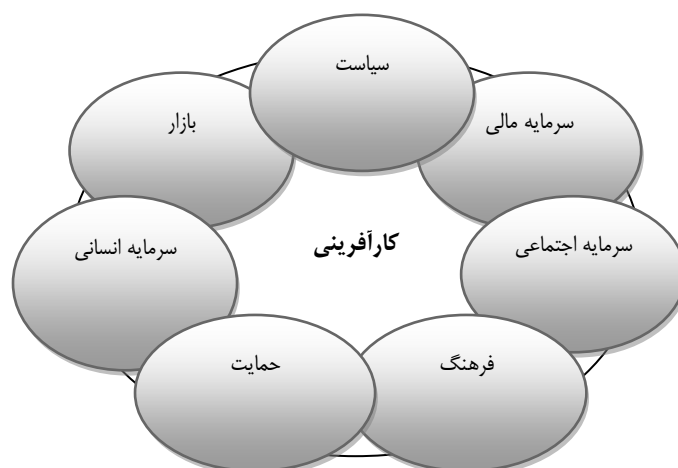 سیاست
سرمایه مالی
بازار
سرمایه اجتماعی
کارآفرینی
سرمایه انسانی
فرهنگ
حمایت